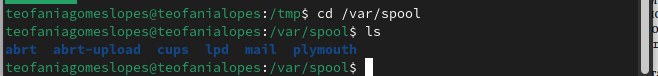 teofaniagomeslopes@teofanialopes:/tmp$ cd /var/spool
teofaniagomeslopes@teofanialopes:/var/spool$ ls
abrt  abrt-upload  cups  lpd  mail  plymouth
teofaniagomeslopes@teofanialopes:/var/spool$